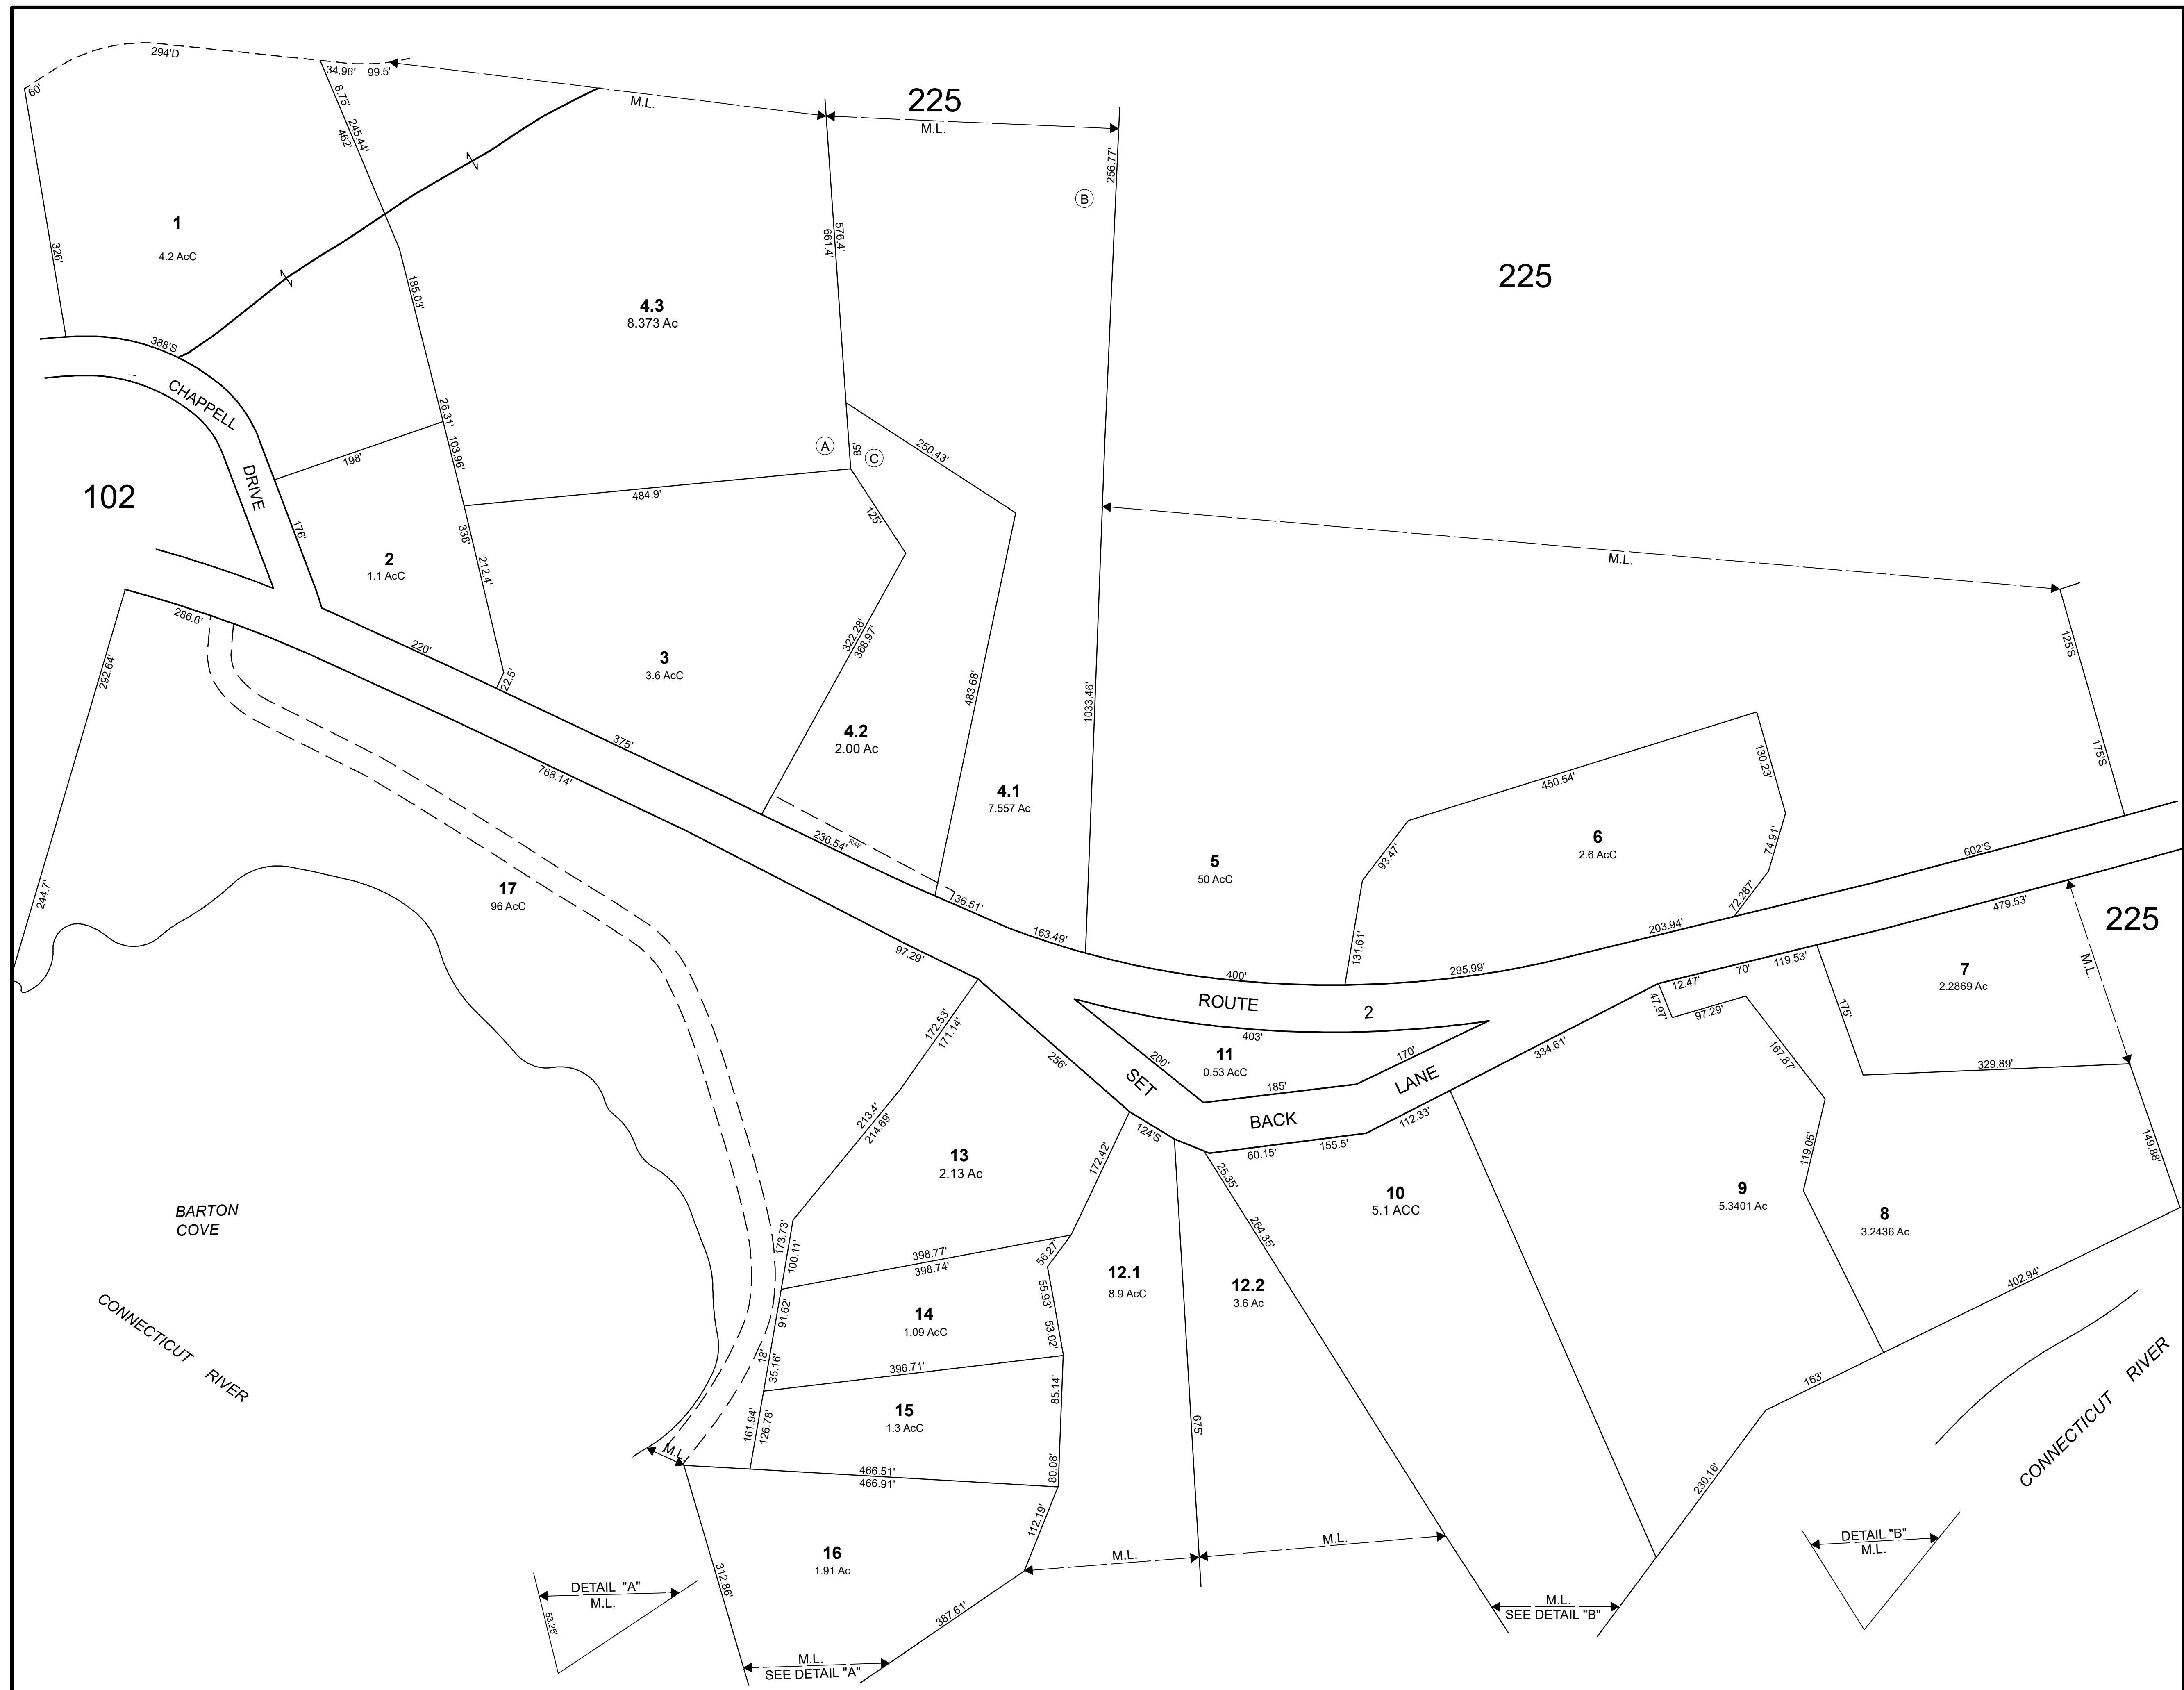 294'D
60'
34.96'
99.5'
M.L.
225
M.L.
8.75'
245.44'
462'
256.77'
B
1
4.2 AcC
326'
576.4'
661.4'
225
185.03'
4.3
8.373 Ac
388'S
CHAPPELL
DRIVE
26.31'
103.96'
198'
A
85'
C
250.43'
484.9'
102
176'
125'
338'
212.4'
2
1.1 AcC
M.L.
286.6'
292.64'
220'
22.5'
3
3.6 AcC
322.28'
368.97'
483.68'
1033.46'
125'S
175'S
4.2
2.00 Ac
375'
768.14'
4.1
7.557 Ac
450.54'
130.23'
236.54'
R/W
6
2.6 AcC
74.91'
93.47'
602'S
5
50 AcC
17
96 AcC
244.7'
136.51'
72.287'
479.53'
225
203.94'
163.49'
131.61'
97.29'
400'
295.99'
119.53'
70'
12.47'
7
2.2869 Ac
M.L.
ROUTE
2
47.97'
97.29'
175'
172.53'
171.14'
403'
11
0.53 AcC
256'
200'
170'
334.61'
167.87'
329.89'
SET
185'
LANE
BACK
213.4'
214.69'
124'S
112.33'
155.5'
60.15'
119.05'
149.88'
13
2.13 Ac
172.42'
25.35'
10
5.1 ACC
9
5.3401 Ac
8
3.2436 Ac
BARTON
COVE
173.73'
100.11'
264.35'
398.77'
398.74'
56.27'
12.1
8.9 AcC
12.2
3.6 Ac
402.94'
CONNECTICUT RIVER
91.62'
14
1.09 AcC
55.93'
53.02'
18'
35.16'
396.71'
163'
CONNECTICUT RIVER
161.94'
126.78'
15
1.3 AcC
85.14'
675'
M.L.
466.51'
466.91'
80.08'
230.16'
112.19'
16
1.91 Ac
M.L.
M.L.
DETAIL "B"
M.L.
312.86'
DETAIL "A"
M.L.
53.25'
387.61'
M.L.
SEE DETAIL "B"
M.L.
SEE DETAIL "A"